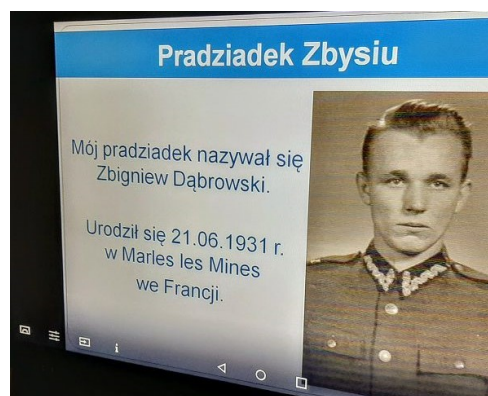 Pradziadek Zbysiu
Mój pradziadek nazywał się
Zbigniew Dąbrowski.
Urodził się 21.06.1931 r.
w Marles les Mines
we Francji.